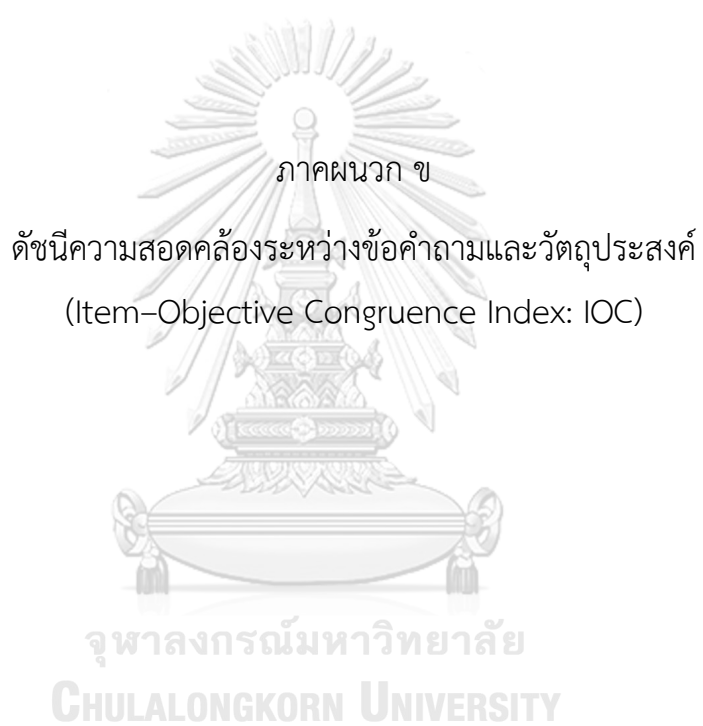 ภาคผนวก ข
ดัชนีความสอดคล้องระหว่างข้อคำถามและวัตถุประสงค์
(Item–Objective Congruence Index: IOC)
จุฬาลงกรณ์มหาวิทยาลัย
CHULALONGKORN UNIVERSITY